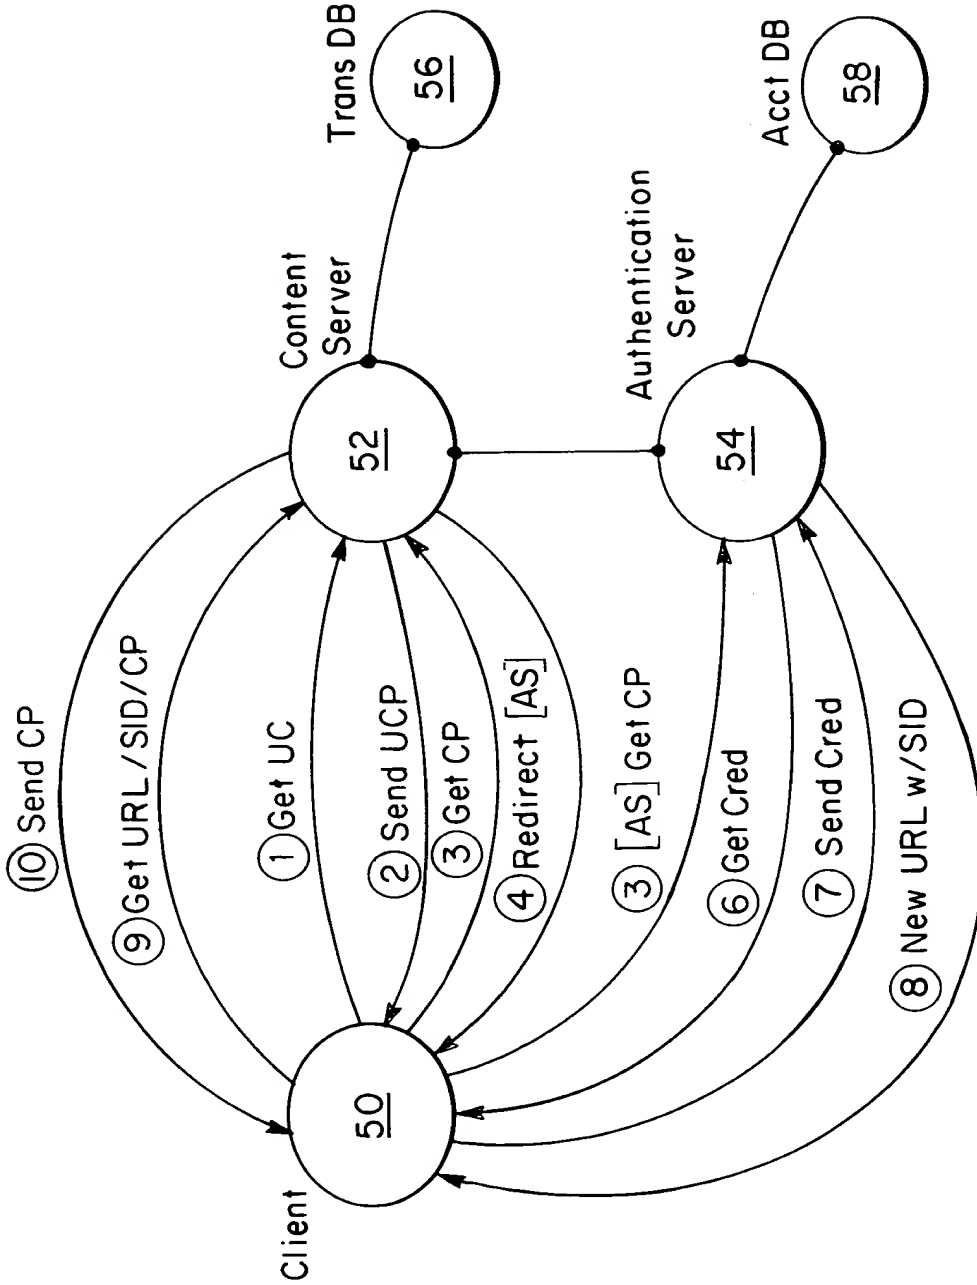 Client
50
⑩ Send CP
⑨ Get URL/SID/CP
① Get UC
② Send UCP
③ Get CP
④ Redirect [AS]
③ [AS] Get CP
⑥ Get Cred
⑦ Send Cred
⑧ New URL w/SID
Content
Server
52
Authentication
Server
54
Trans DB
56
Acct DB
58